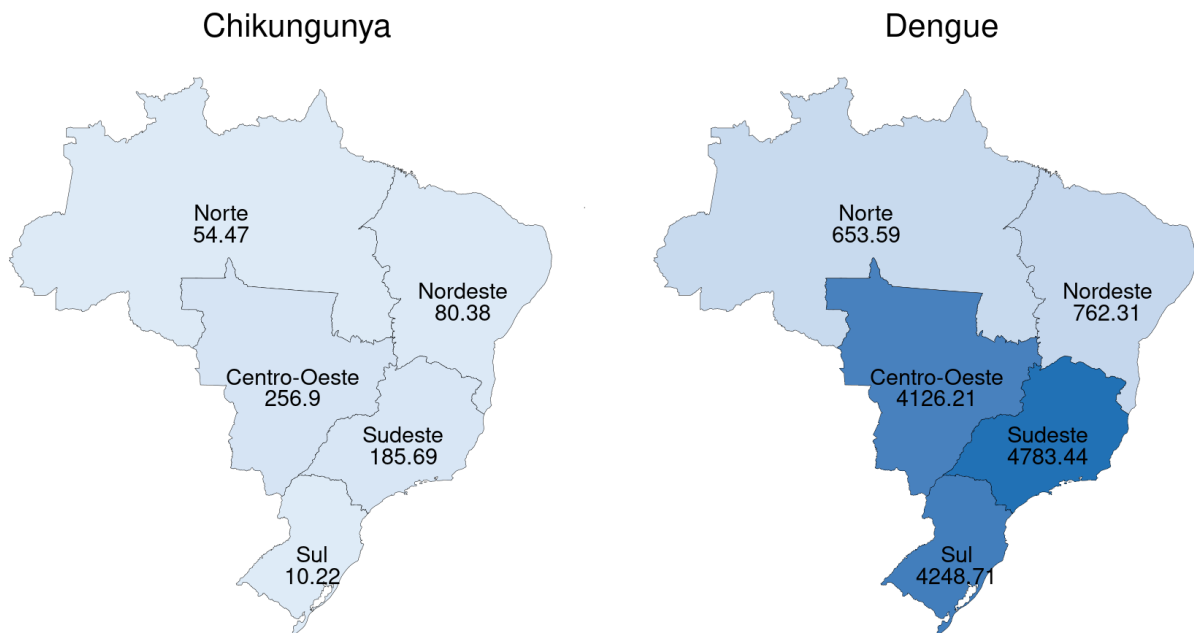 Chikungunya
Norte
54.47
Nordeste
80.38
Centro-Oeste
256.9
Sudeste
185.69
Sul
10.22
Dengue
Norte
653.59
Nordeste
762.31
Centro-Oeste
4126.21
Sudeste
4783.44
Sul
4248.71